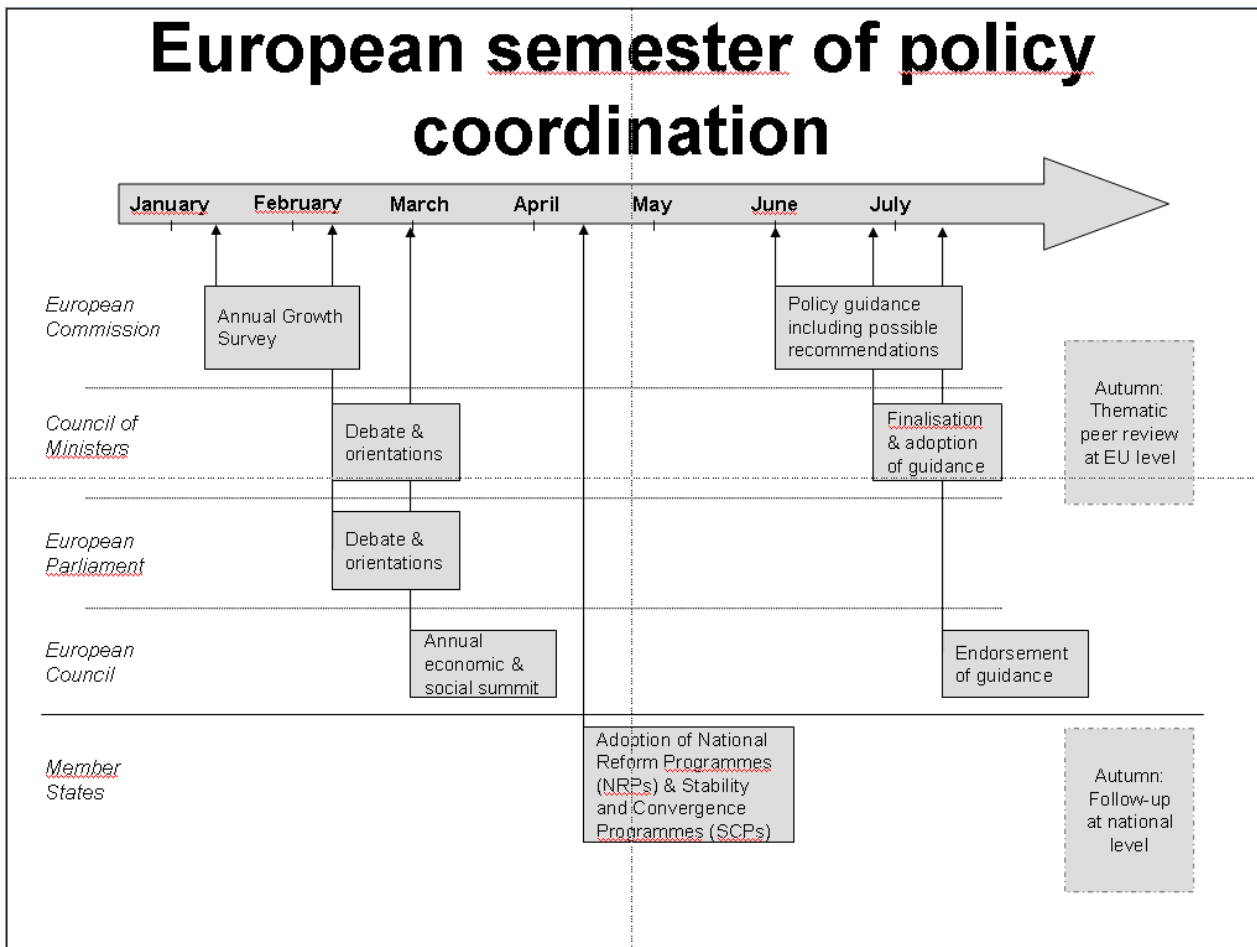 European semester of policy
coordination
January February March April May June July
European
Commission
Annual Growth
Survey
Policy guidance
including possible
recommendations
Council of
Ministers
Debate &
orientations
Finalisation
& adoption
of guidance
Autumn:
Thematic
peer review
at EU level
European
Parliament
Debate &
orientations
European
Council
Annual
economic &
social summit
Endorsement
of guidance
Member
States
Adoption of National
Reform Programmes
(NRPs) & Stability
and Convergence
Programmes (SCPs)
Autumn:
Follow-up
at national
level